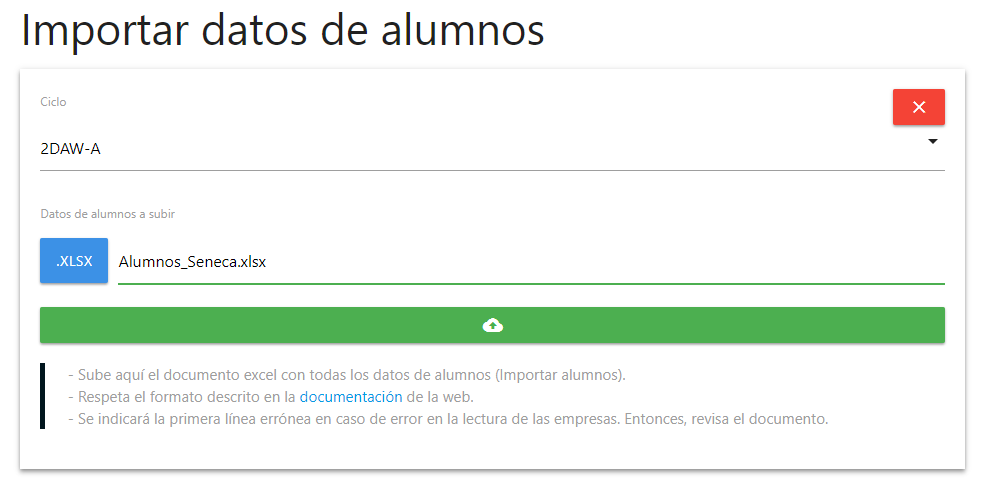 Importar datos de alumnos
Ciclo
2DAW-A
Datos de alumnos a subir
.XLSX
Alumnos_Seneca.xlsx
- Sube aquí el documento excel con todas los datos de alumnos (Importar alumnos).
- Respeta el formato descrito en la documentación de la web.
- Se indicará la primera línea errónea en caso de error en la lectura de las empresas. Entonces, revisa el documento.